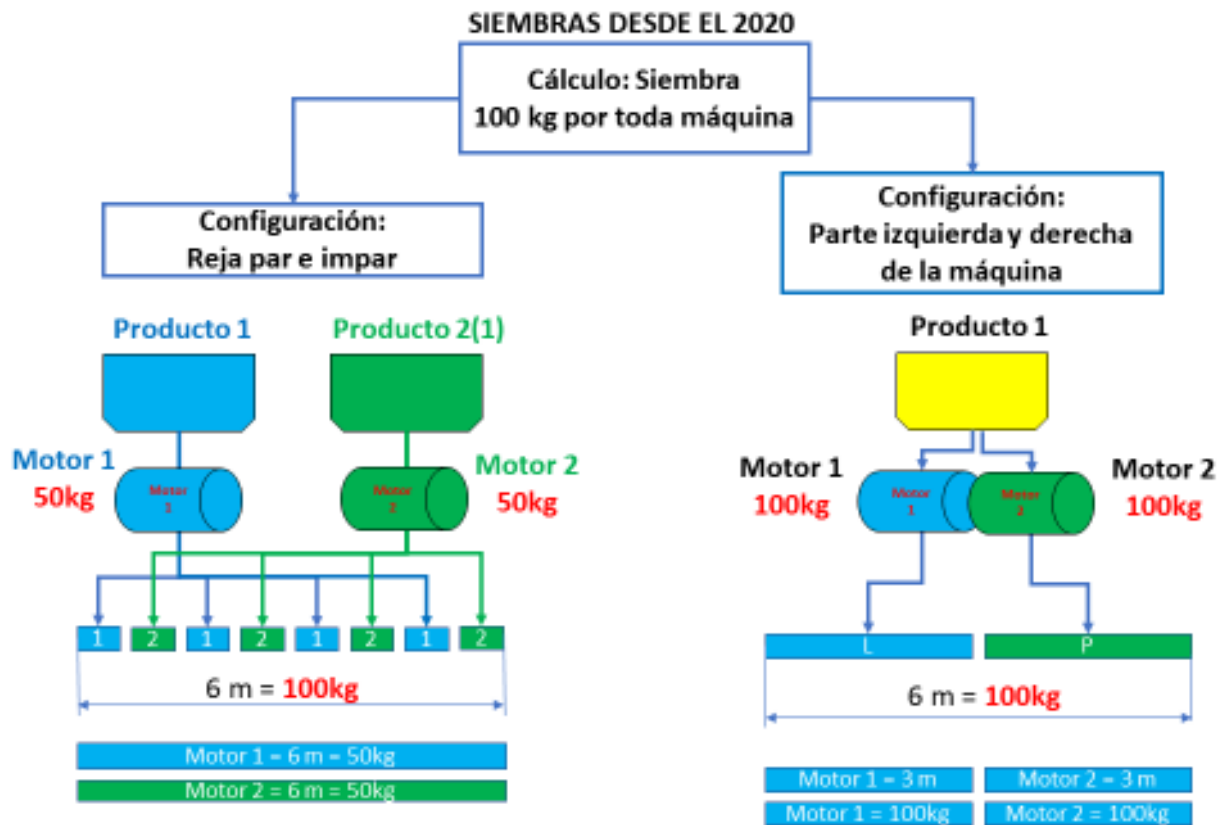 SIEMBRAS DESDE EL 2020
Cálculo: Siembra
100 kg por toda máquina
Configuración:
Reja par e impar
Configuración:
Parte izquierda y derecha
de la máquina
Producto 1
Producto 2(1)
Motor 1
50kg
Motor
1
Motor
2
Motor 2
50kg
1 2 1 2 1 2 1 2
6 m = 100kg
Motor 1 = 6 m = 50kg
Motor 2 = 6 m = 50kg
Producto 1
Motor 1
100kg
Motor
1
Motor
2
Motor 2
100kg
L P
6 m = 100kg
Motor 1 = 3 m Motor 2 = 3 m
Motor 1 = 100kg Motor 2 = 100kg